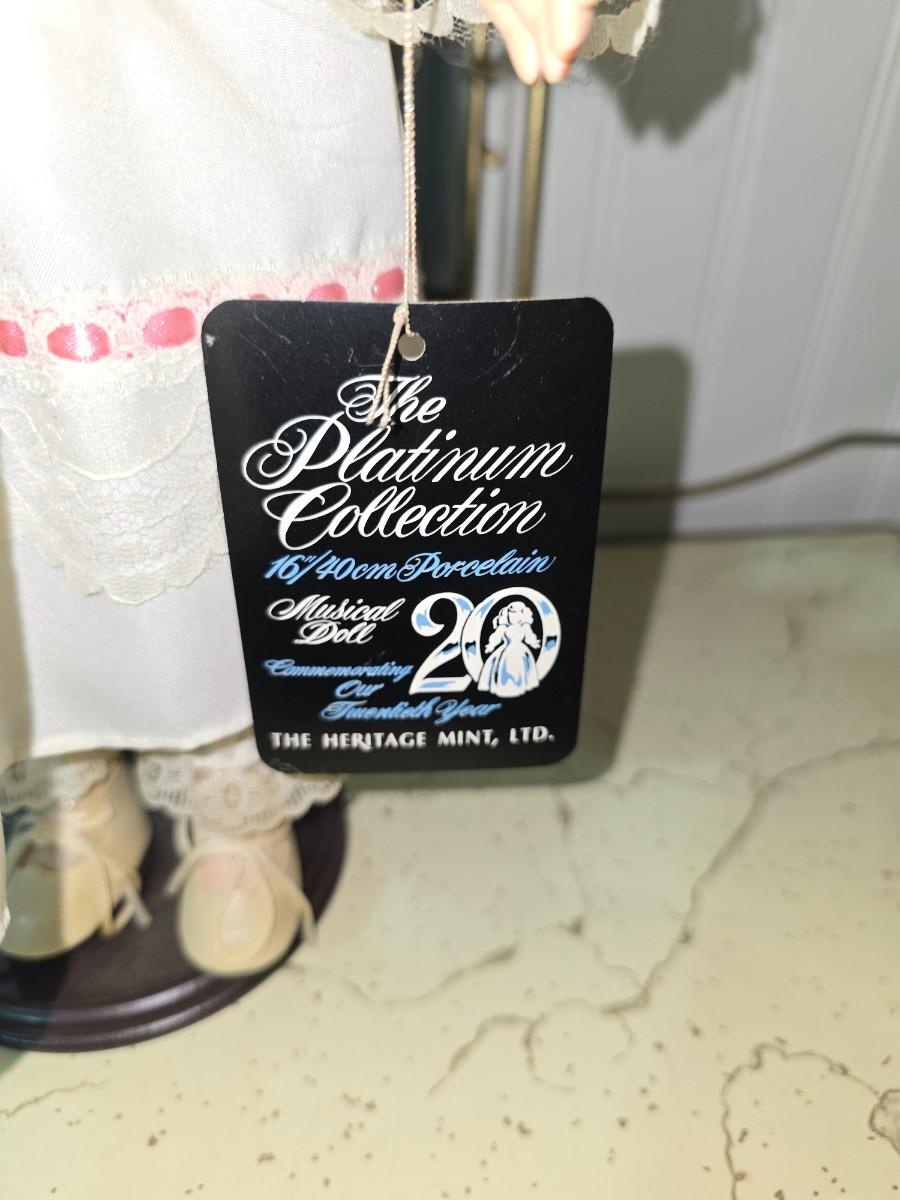 The
Platinum
Collection
16"/40cm Porcelain
Musical
Doll
20
Commemorating
Our
Twentieth Year
THE HERITAGE MINT, LTD.